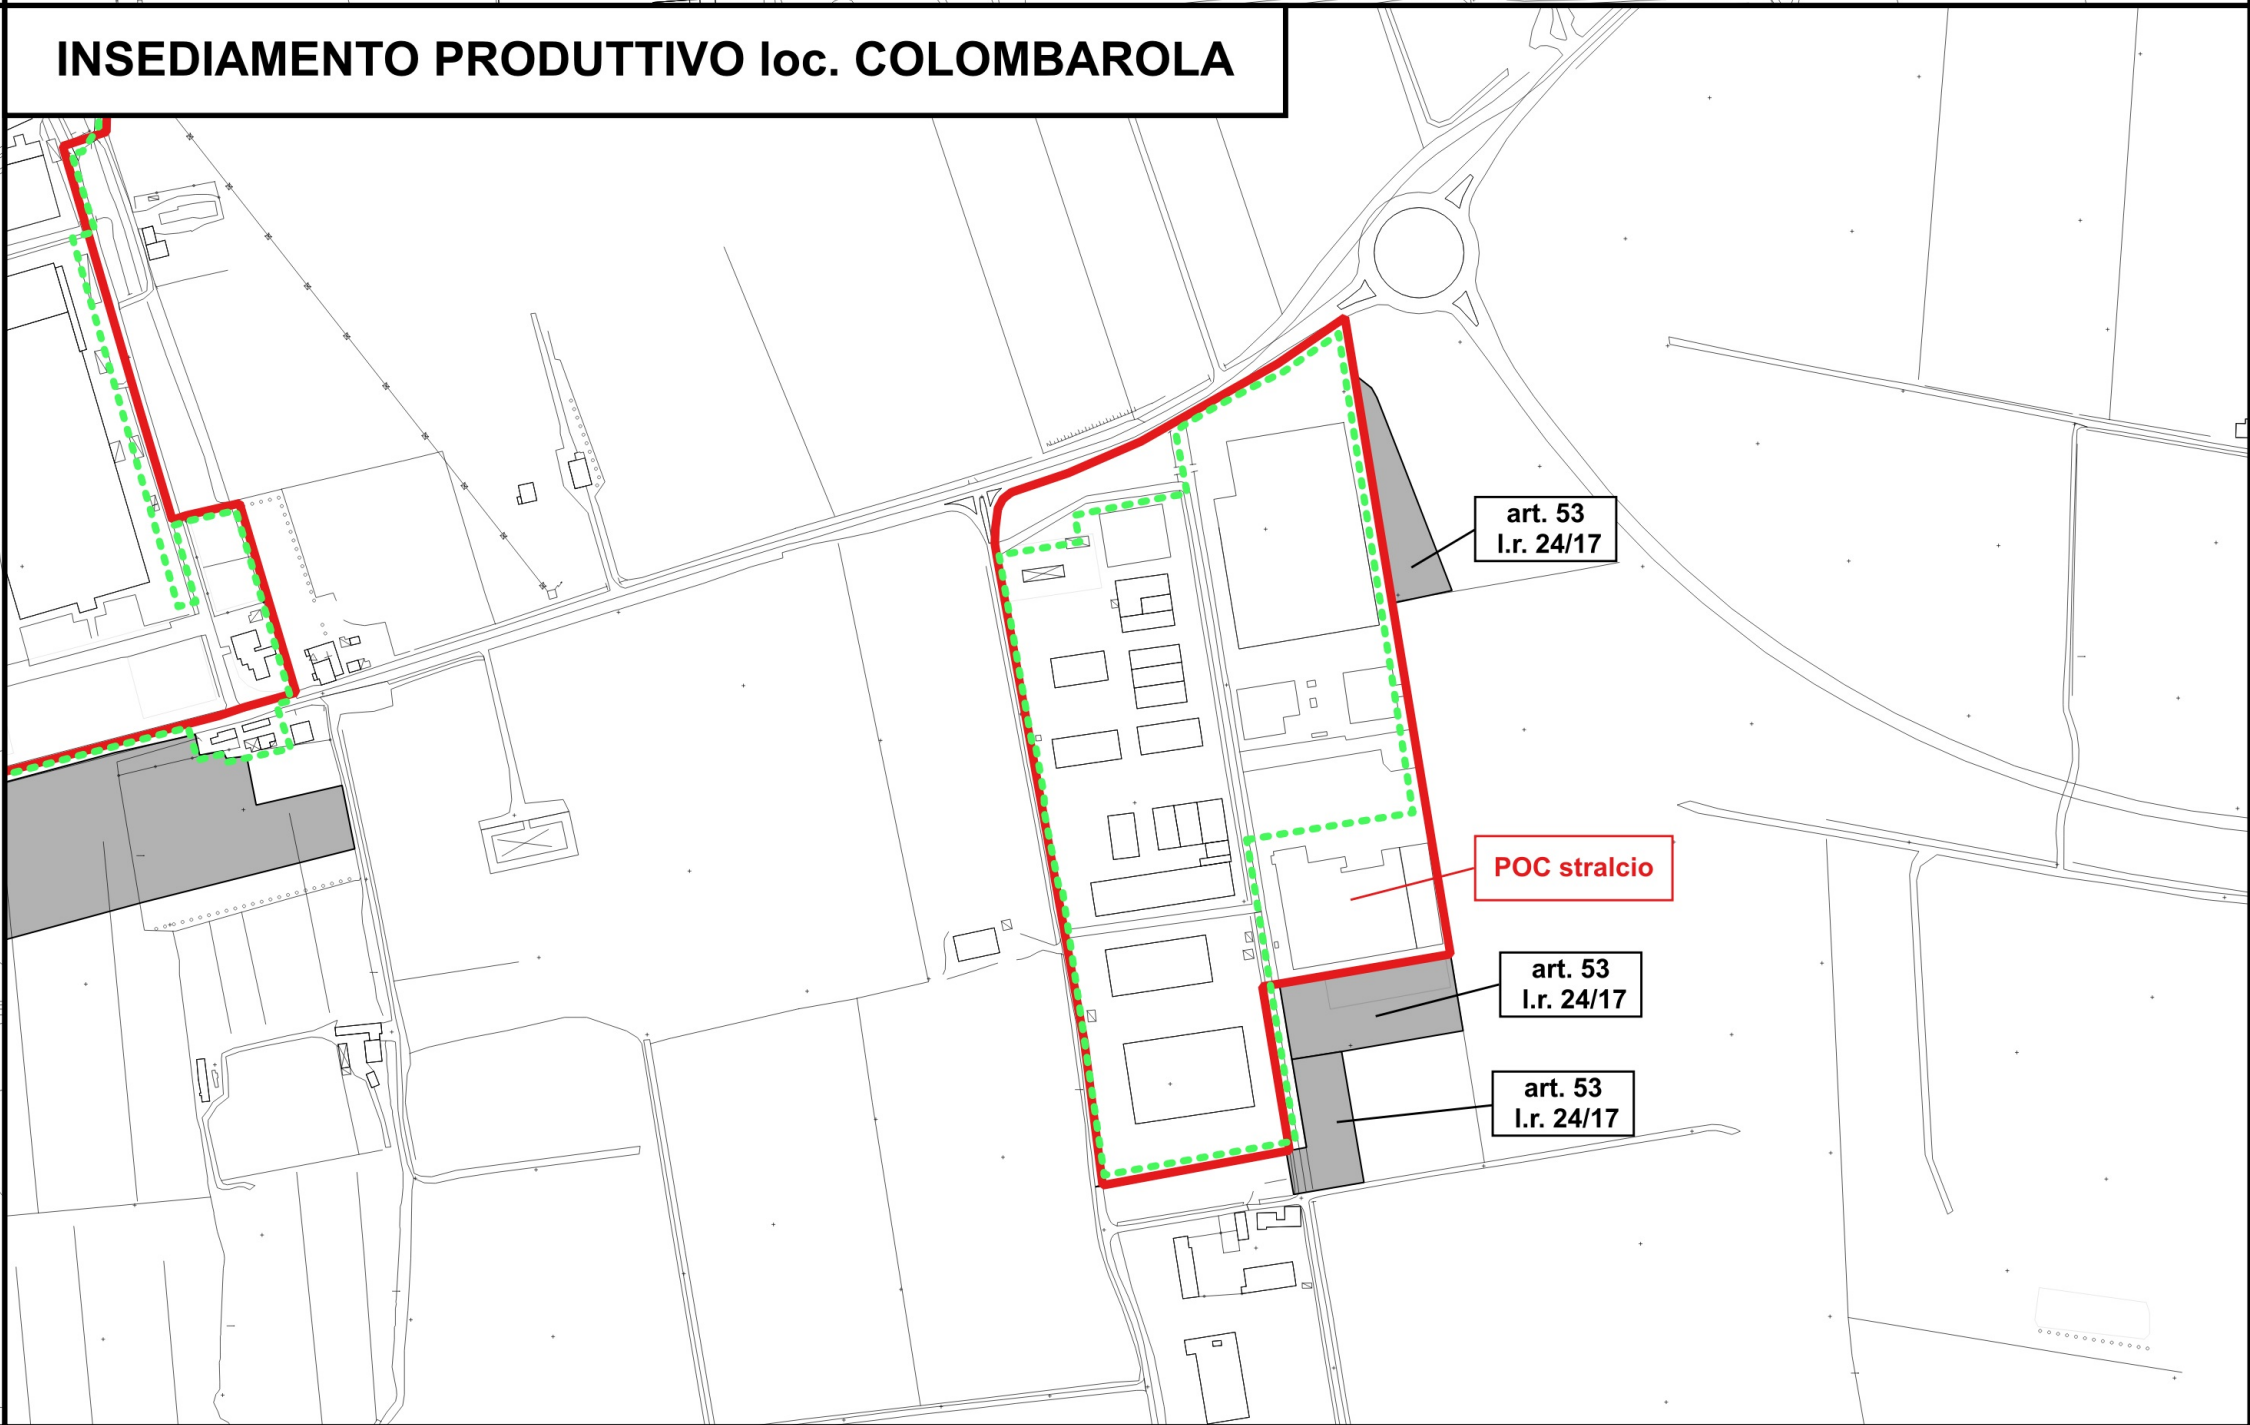 INSEDIAMENTO PRODUTTIVO loc. COLOMBAROLA
art. 53
l.r. 24/17
POC stralcio
art. 53
l.r. 24/17
art. 53
l.r. 24/17